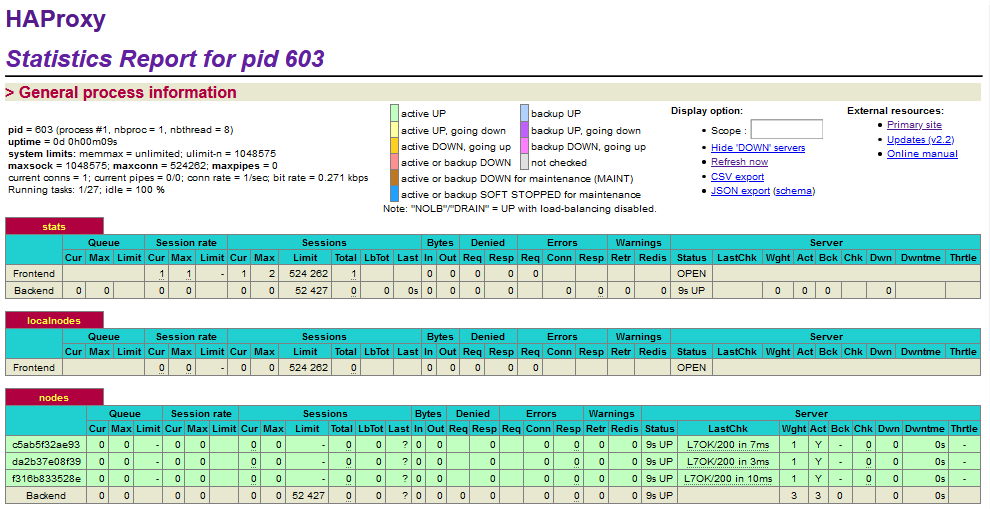 HAProxy
Statistics Report for pid 603
> General process information
pid = 603 (process #1, nbproc = 1, nbthread = 8)
uptime = 0d 0h00m09s
system limits: memmax = unlimited; ulimit-n = 1048575
maxsock = 1048575; maxconn = 524262; maxpipes = 0
current conns = 1; current pipes = 0/0; conn rate = 1/sec; bit rate = 0.271 kbps
Running tasks: 1/27; idle = 100 %
active UP backup UP
active UP, going down backup UP, going down
active DOWN, going up backup DOWN, going up
active or backup DOWN not checked
active or backup DOWN for maintenance (MAINT)
active or backup SOFT STOPPED for maintenance
Note: "NOLB"/"DRAIN" = UP with load-balancing disabled.
Display option:
• Scope :
• Hide 'DOWN' servers
• Refresh now
• CSV export
• JSON export (schema)
External resources:
• Primary site
• Updates (v2.2)
• Online manual
stats
Queue Session rate Sessions Bytes Denied Errors Warnings Server
Cur Max Limit Cur Max Limit Cur Max Limit Total LbTot Last In Out Req Resp Req Conn Resp Retr Redis Status LastChk Wght Act Bck Chk Dwn Dwntme Thrtle
Frontend 1 1 - 1 2 524 262 1 0 0 0 0 0 OPEN
Backend 0 0 0 0 0 0 52 427 0 0 0s 0 0 0 0 0 0 0 0 9s UP 0 0 0 0
localnodes
Queue Session rate Sessions Bytes Denied Errors Warnings Server
Cur Max Limit Cur Max Limit Cur Max Limit Total LbTot Last In Out Req Resp Req Conn Resp Retr Redis Status LastChk Wght Act Bck Chk Dwn Dwntme Thrtle
Frontend 0 0 - 0 0 524 262 0 0 0 0 0 0 OPEN
nodes
Queue Session rate Sessions Bytes Denied Errors Warnings Server
Cur Max Limit Cur Max Limit Cur Max Limit Total LbTot Last In Out Req Resp Req Conn Resp Retr Redis Status LastChk Wght Act Bck Chk Dwn Dwntme Thrtle
c5ab5f32ae93 0 0 - 0 0 0 0 - 0 0 ? 0 0 0 0 0 0 0 9s UP L7OK/200 in 7ms 1 Y - 0 0 0s -
da2b37e08f39 0 0 - 0 0 0 0 - 0 0 ? 0 0 0 0 0 0 0 9s UP L7OK/200 in 3ms 1 Y - 0 0 0s -
f316b833528e 0 0 - 0 0 0 0 - 0 0 ? 0 0 0 0 0 0 0 9s UP L7OK/200 in 10ms 1 Y - 0 0 0s -
Backend 0 0 0 0 0 0 52 427 0 0 ? 0 0 0 0 0 0 0 0 9s UP 3 3 0 0 0s